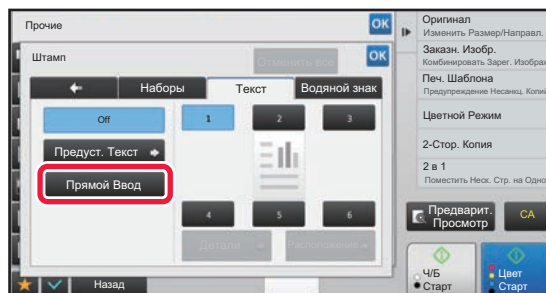 Прочие
OK
Штамп
Отменить все
OK
Наборы
Текст
Водяной знак
Off
Предуст. Текст
Прямой Ввод
1
2
3
4
5
6
Детали
Расположение
Назад
Оригинал
Изменить Размер/Направл.
Заказн. Изобр.
Комбинировать Зарег. Изображ
Печ. Шаблона
Предупреждение Несанкц. Копий
Цветной Режим
2-Стор. Копия
2 в 1
Поместить Неск. Стр. на Одно
Предварит.
Просмотр
CA
Ч/Б
Старт
Цвет
Старт